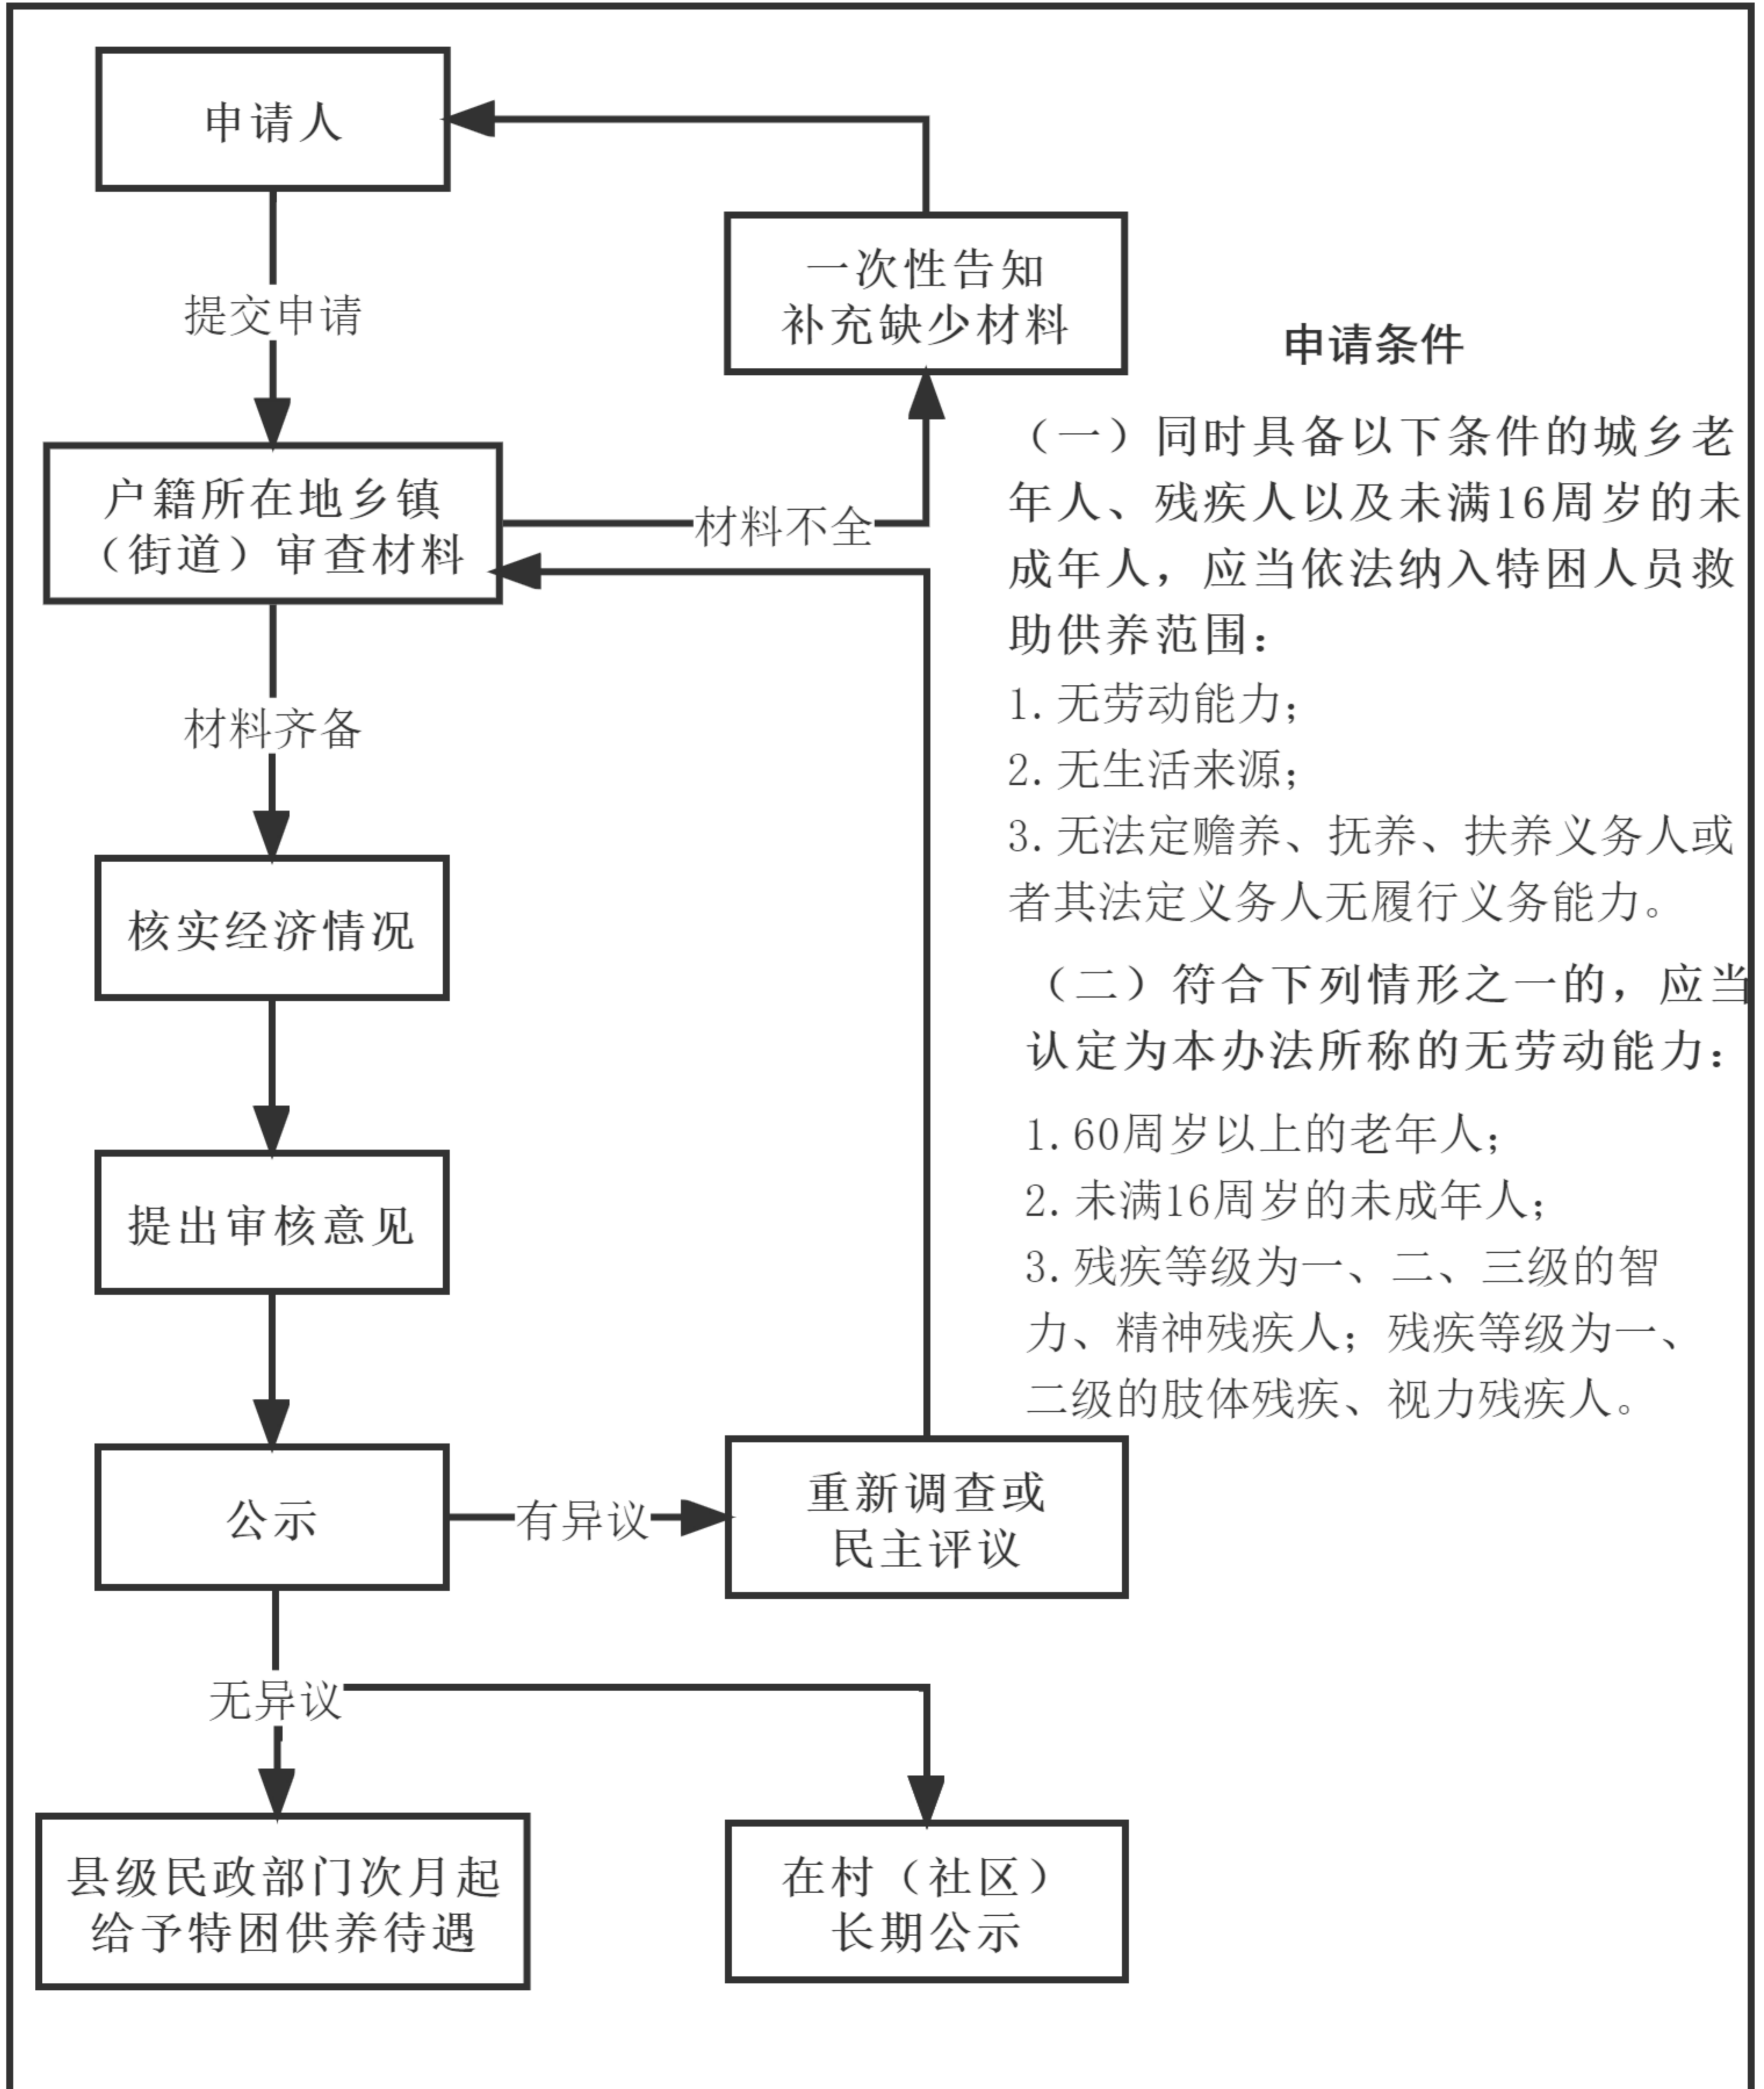 申请人
提交申请
一次性告知
补充缺少材料
户籍所在地乡镇
（街道）审查材料
材料不全
材料齐备
核实经济情况
提出审核意见
公示
有异议
重新调查或
民主评议
无异议
县级民政部门次月起
给予特困供养待遇
在村（社区）
长期公示
申请条件
（一）同时具备以下条件的城乡老
年人、残疾人以及未满16周岁的未
成年人，应当依法纳入特困人员救
助供养范围：
1. 无劳动能力；
2. 无生活来源；
3. 无法定赡养、抚养、扶养义务人或
者其法定义务人无履行义务能力。
（二）符合下列情形之一的，应当
认定为本办法所称的无劳动能力：
1. 60周岁以上的老年人；
2. 未满16周岁的未成年人；
3. 残疾等级为一、二、三级的智
力、精神残疾人；残疾等级为一、
二级的肢体残疾、视力残疾人。